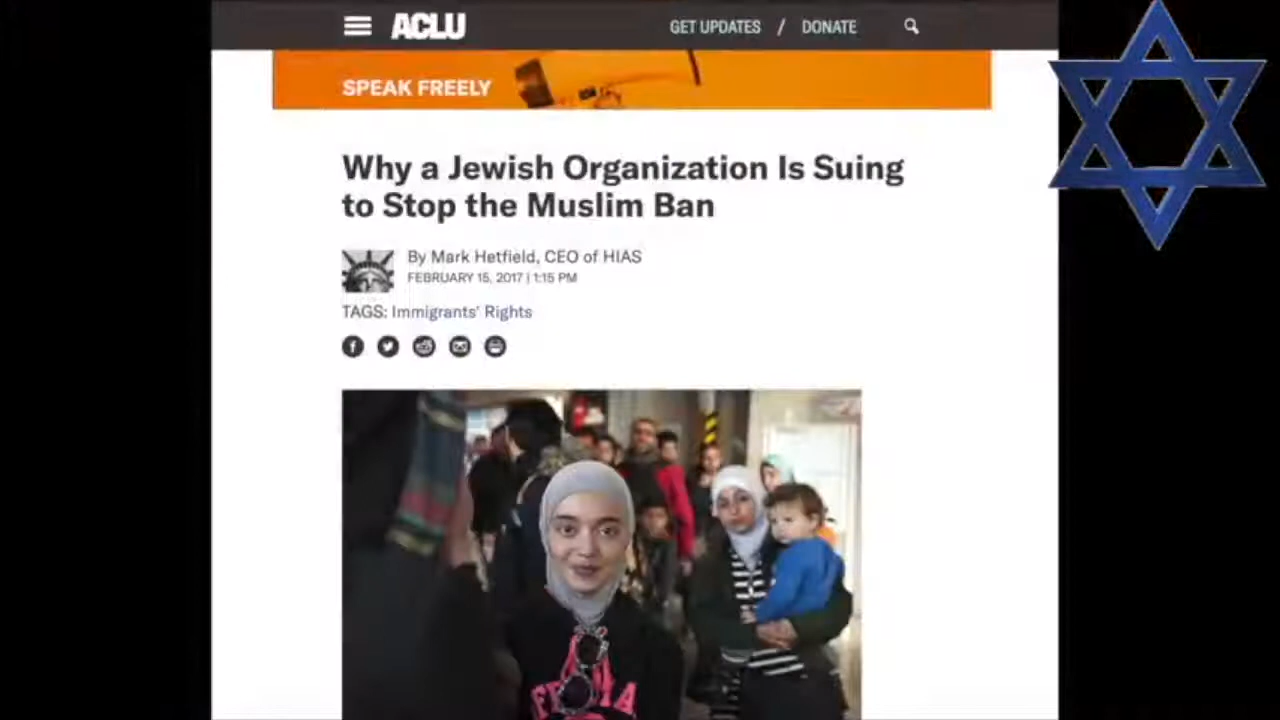 ACLU
GET UPDATES / DONATE
SPEAK FREELY
Why a Jewish Organization Is Suing
to Stop the Muslim Ban
By Mark Hetfield, CEO of HIAS
FEBRUARY 15, 2017 | 1:15 PM
TAGS: Immigrants' Rights